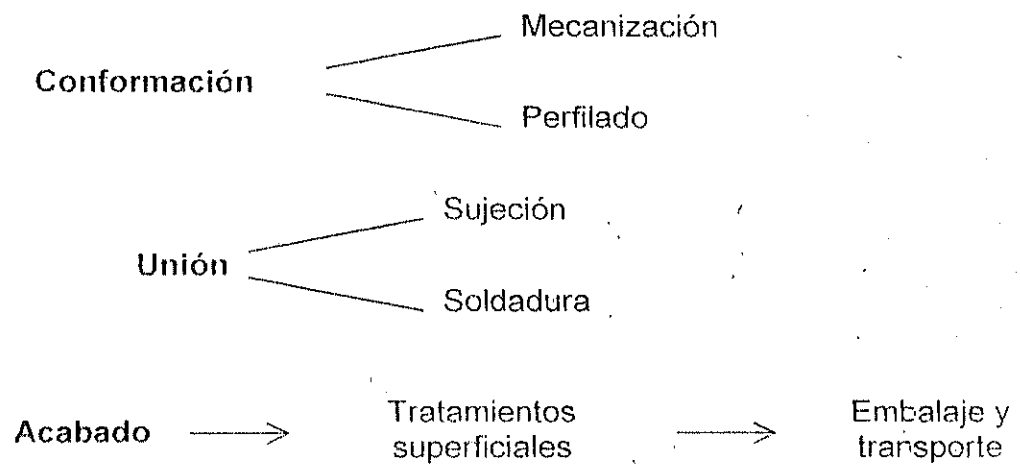 Mecanización
Conformación
Perfilado
Sujeción
Unión
Soldadura
Acabado
Tratamientos
superficiales
Embalaje y
transporte